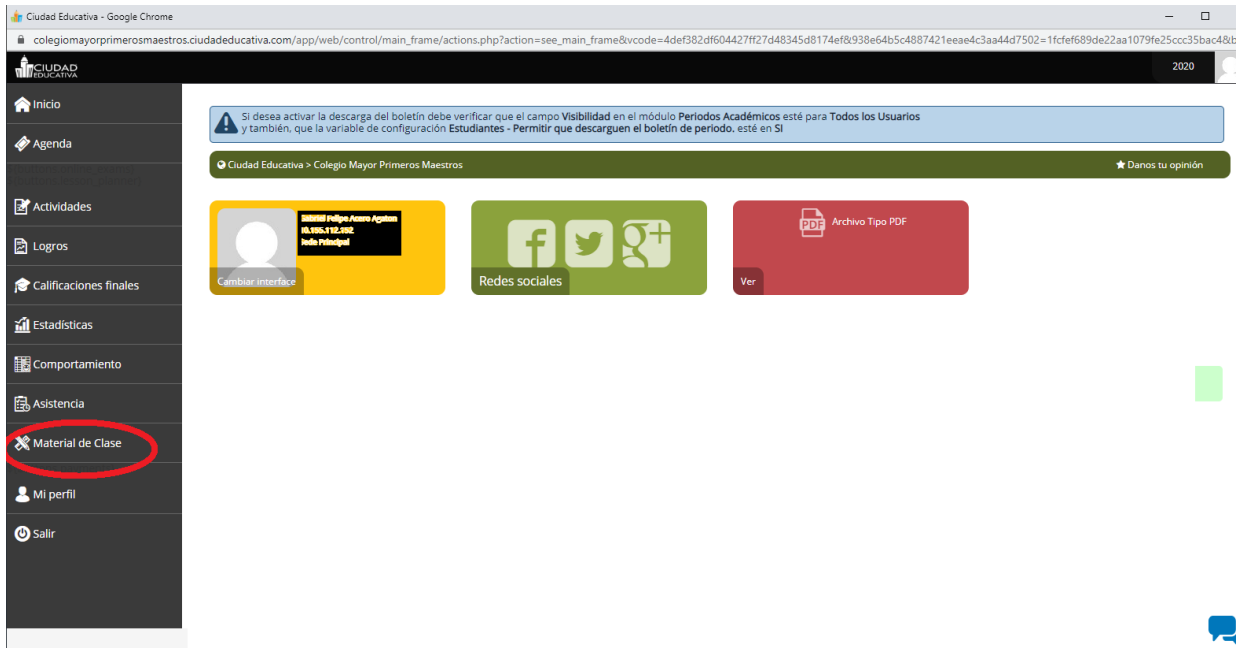 Ciudad Educativa - Google Chrome
colegiomayorprimerosmaestros.ciudadeducativa.com/app/web/control/main_frame/actions.php?action=see_main_frame&vcode=4def382df604427ff27d48345d8174ef&938e64b5c4887421eeae4c3aa44d7502=1fcfef689de22aa1079fe25ccc35bac4&b
CIUDAD
EDUCATIVA
2020
Inicio
Agenda
Actividades
Logros
Calificaciones finales
Estadísticas
Comportamiento
Asistencia
Material de Clase
Mi perfil
Salir
Si desea activar la descarga del boletín debe verificar que el campo Visibilidad en el módulo Periodos Académicos esté para Todos los Usuarios
y también, que la variable de configuración Estudiantes - Permitir que descarguen el boletín de periodo. esté en SI
Ciudad Educativa > Colegio Mayor Primeros Maestros
Danos tu opinión
Felipe Acero
Sede Principal
Cambiar interface
Redes sociales
PDF
Archivo Tipo PDF
Ver